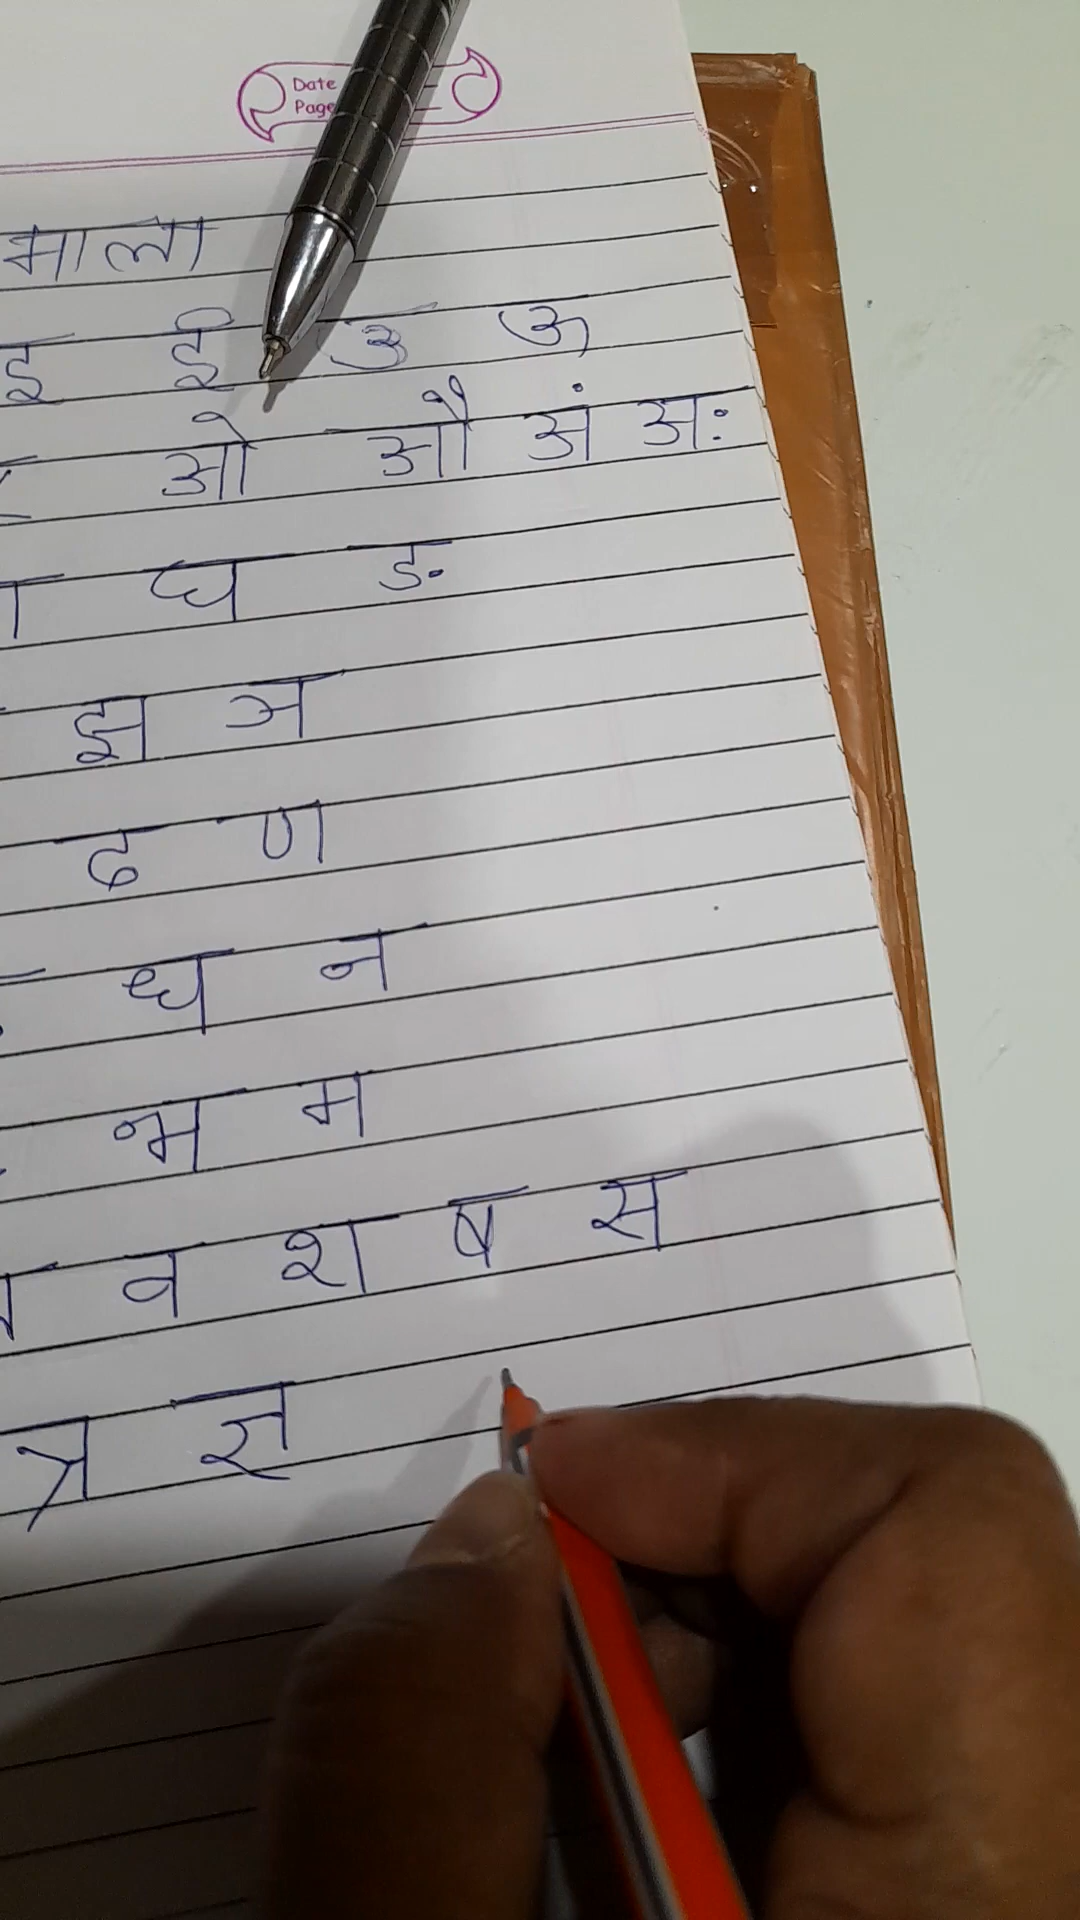 Date
Page
माला
इ ई उ ऊ
ओ औ अं अः
घ ङ
झ ञ
ढ ण
ध न
भ म
व श ष स
त्र ज्ञ